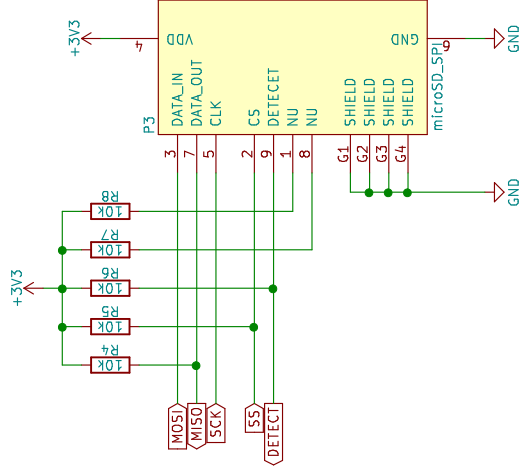 +3V3
4
VDD
GND
6
GND
P3
DATA_IN
DATA_OUT
CLK
CS
DETECET
NU
NU
SHIELD
SHIELD
SHIELD
SHIELD
microSD_SPI
3
7
5
2
9
1
8
G1
G2
G3
G4
GND
R8
10k
R7
10k
+3V3
R6
10k
R5
10k
R4
10k
MOSI
MISO
SCK
SS
DETECT